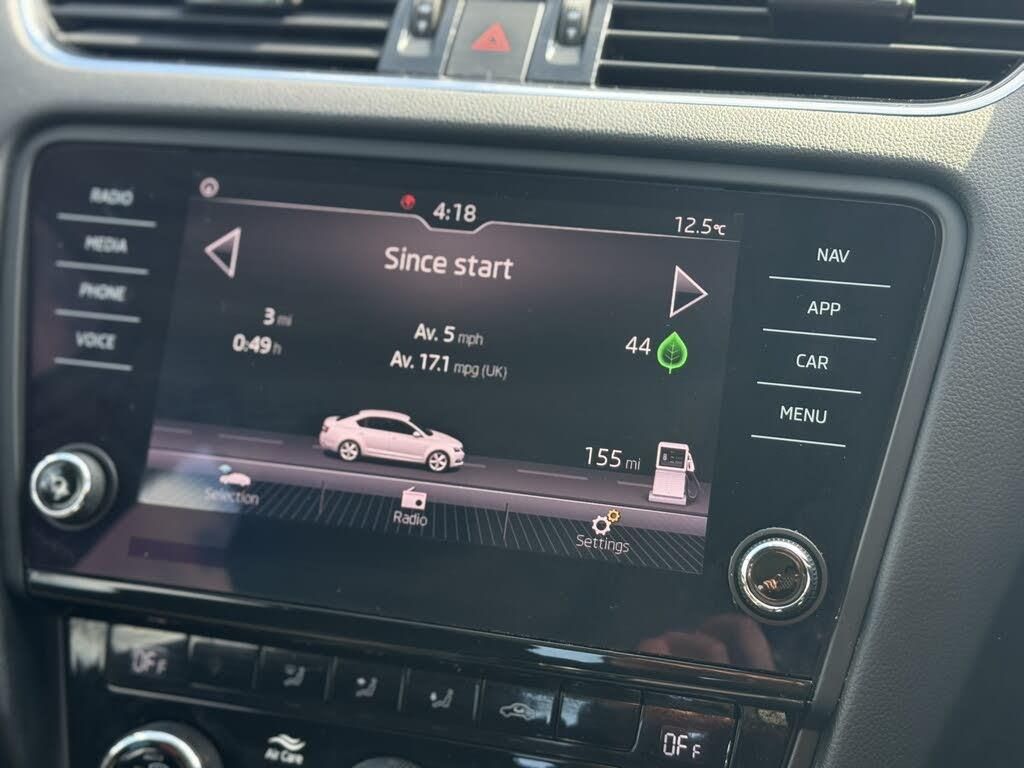 RADIO
MEDIA
PHONE
VOICE
4:18
12.5°C
Since start
3 mi
0:49 h
Av. 5 mph
Av. 17.1 mpg (UK)
44
155 mi
Selection
Radio
Settings
NAV
APP
CAR
MENU
OFF
OFF
Air Care